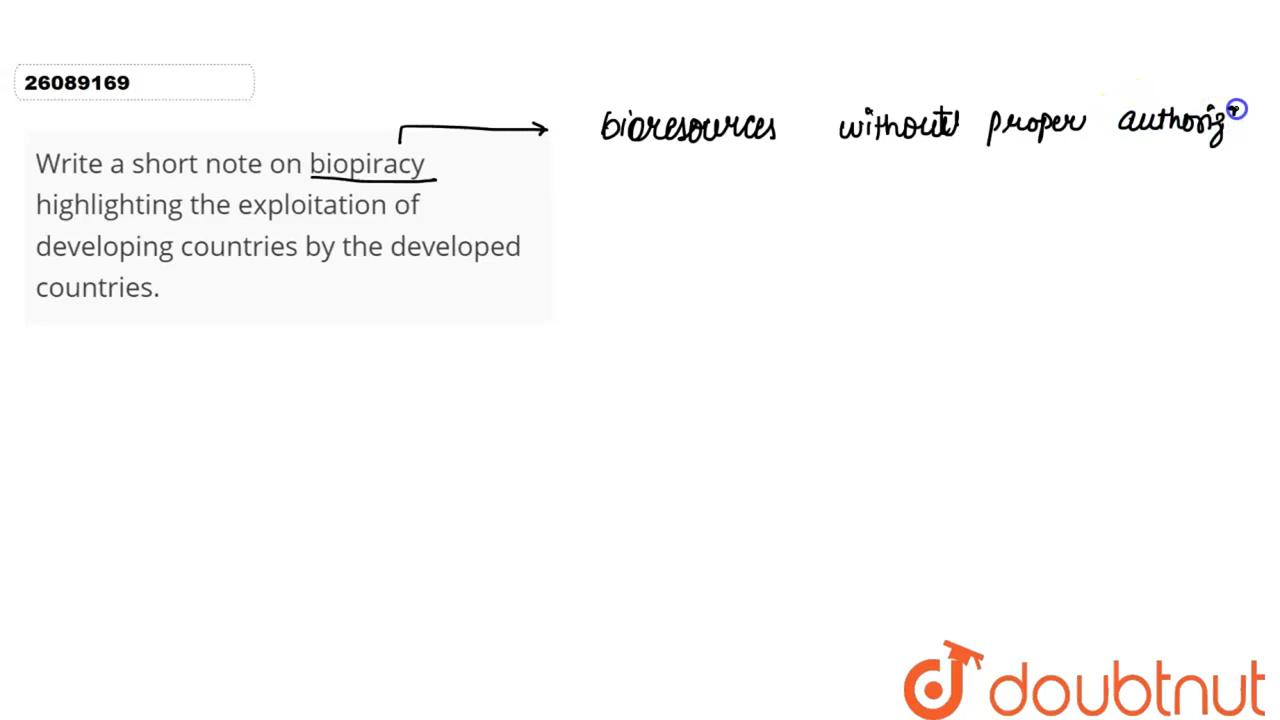 26089169
bioresources without proper authoriz
Write a short note on biopiracy
highlighting the exploitation of
developing countries by the developed
countries.
doubtnut